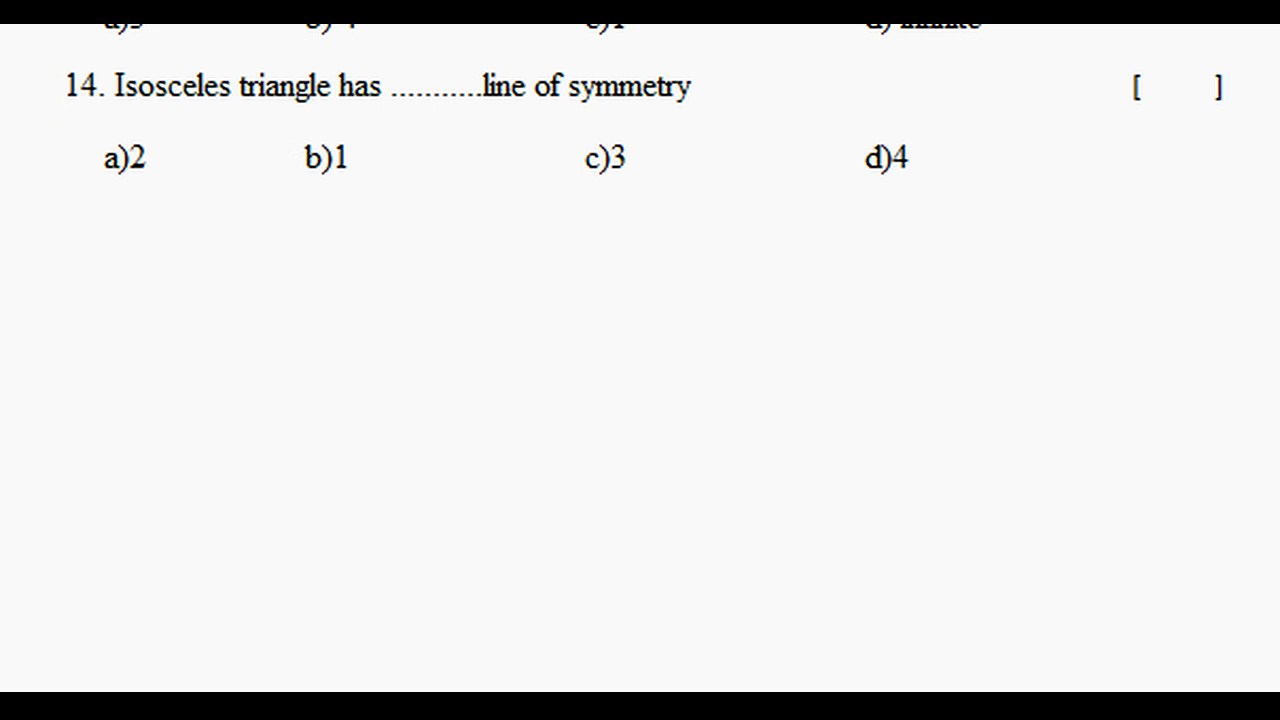 14. Isosceles triangle has ...........line of symmetry [ ]
a)2 b)1 c)3 d)4